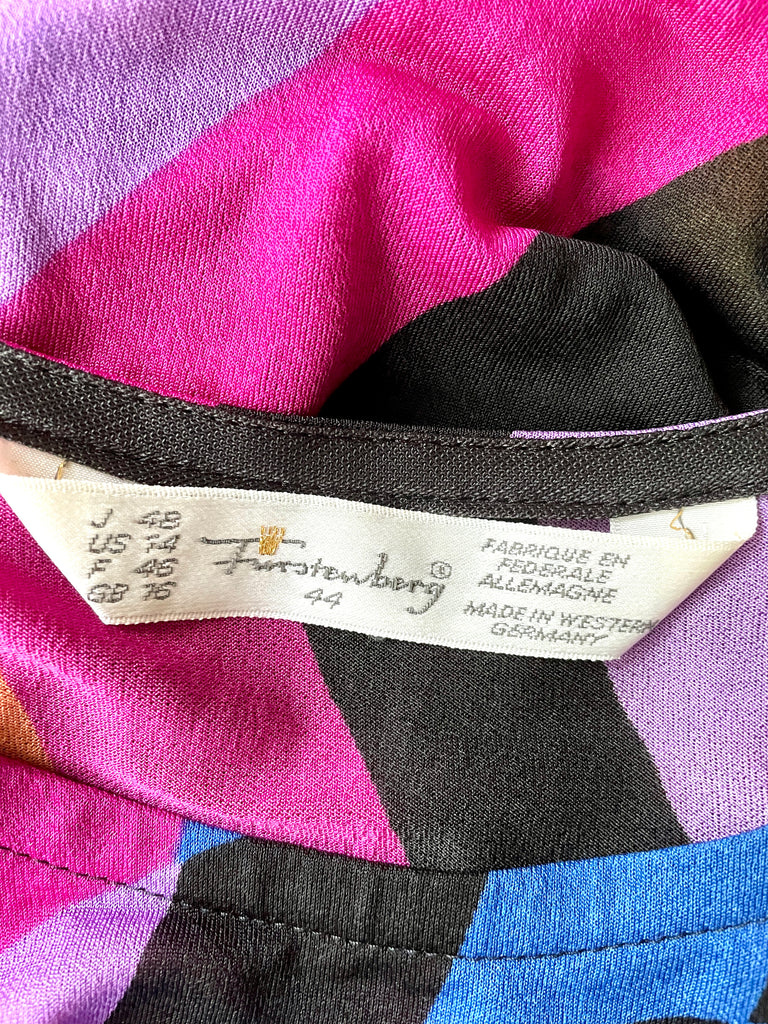 J 48
US 14
F 46
GB 16
Fürstenberg®
44
FABRIQUE EN
FEDERALE
ALLEMAGNE
MADE IN WESTERN
GERMANY